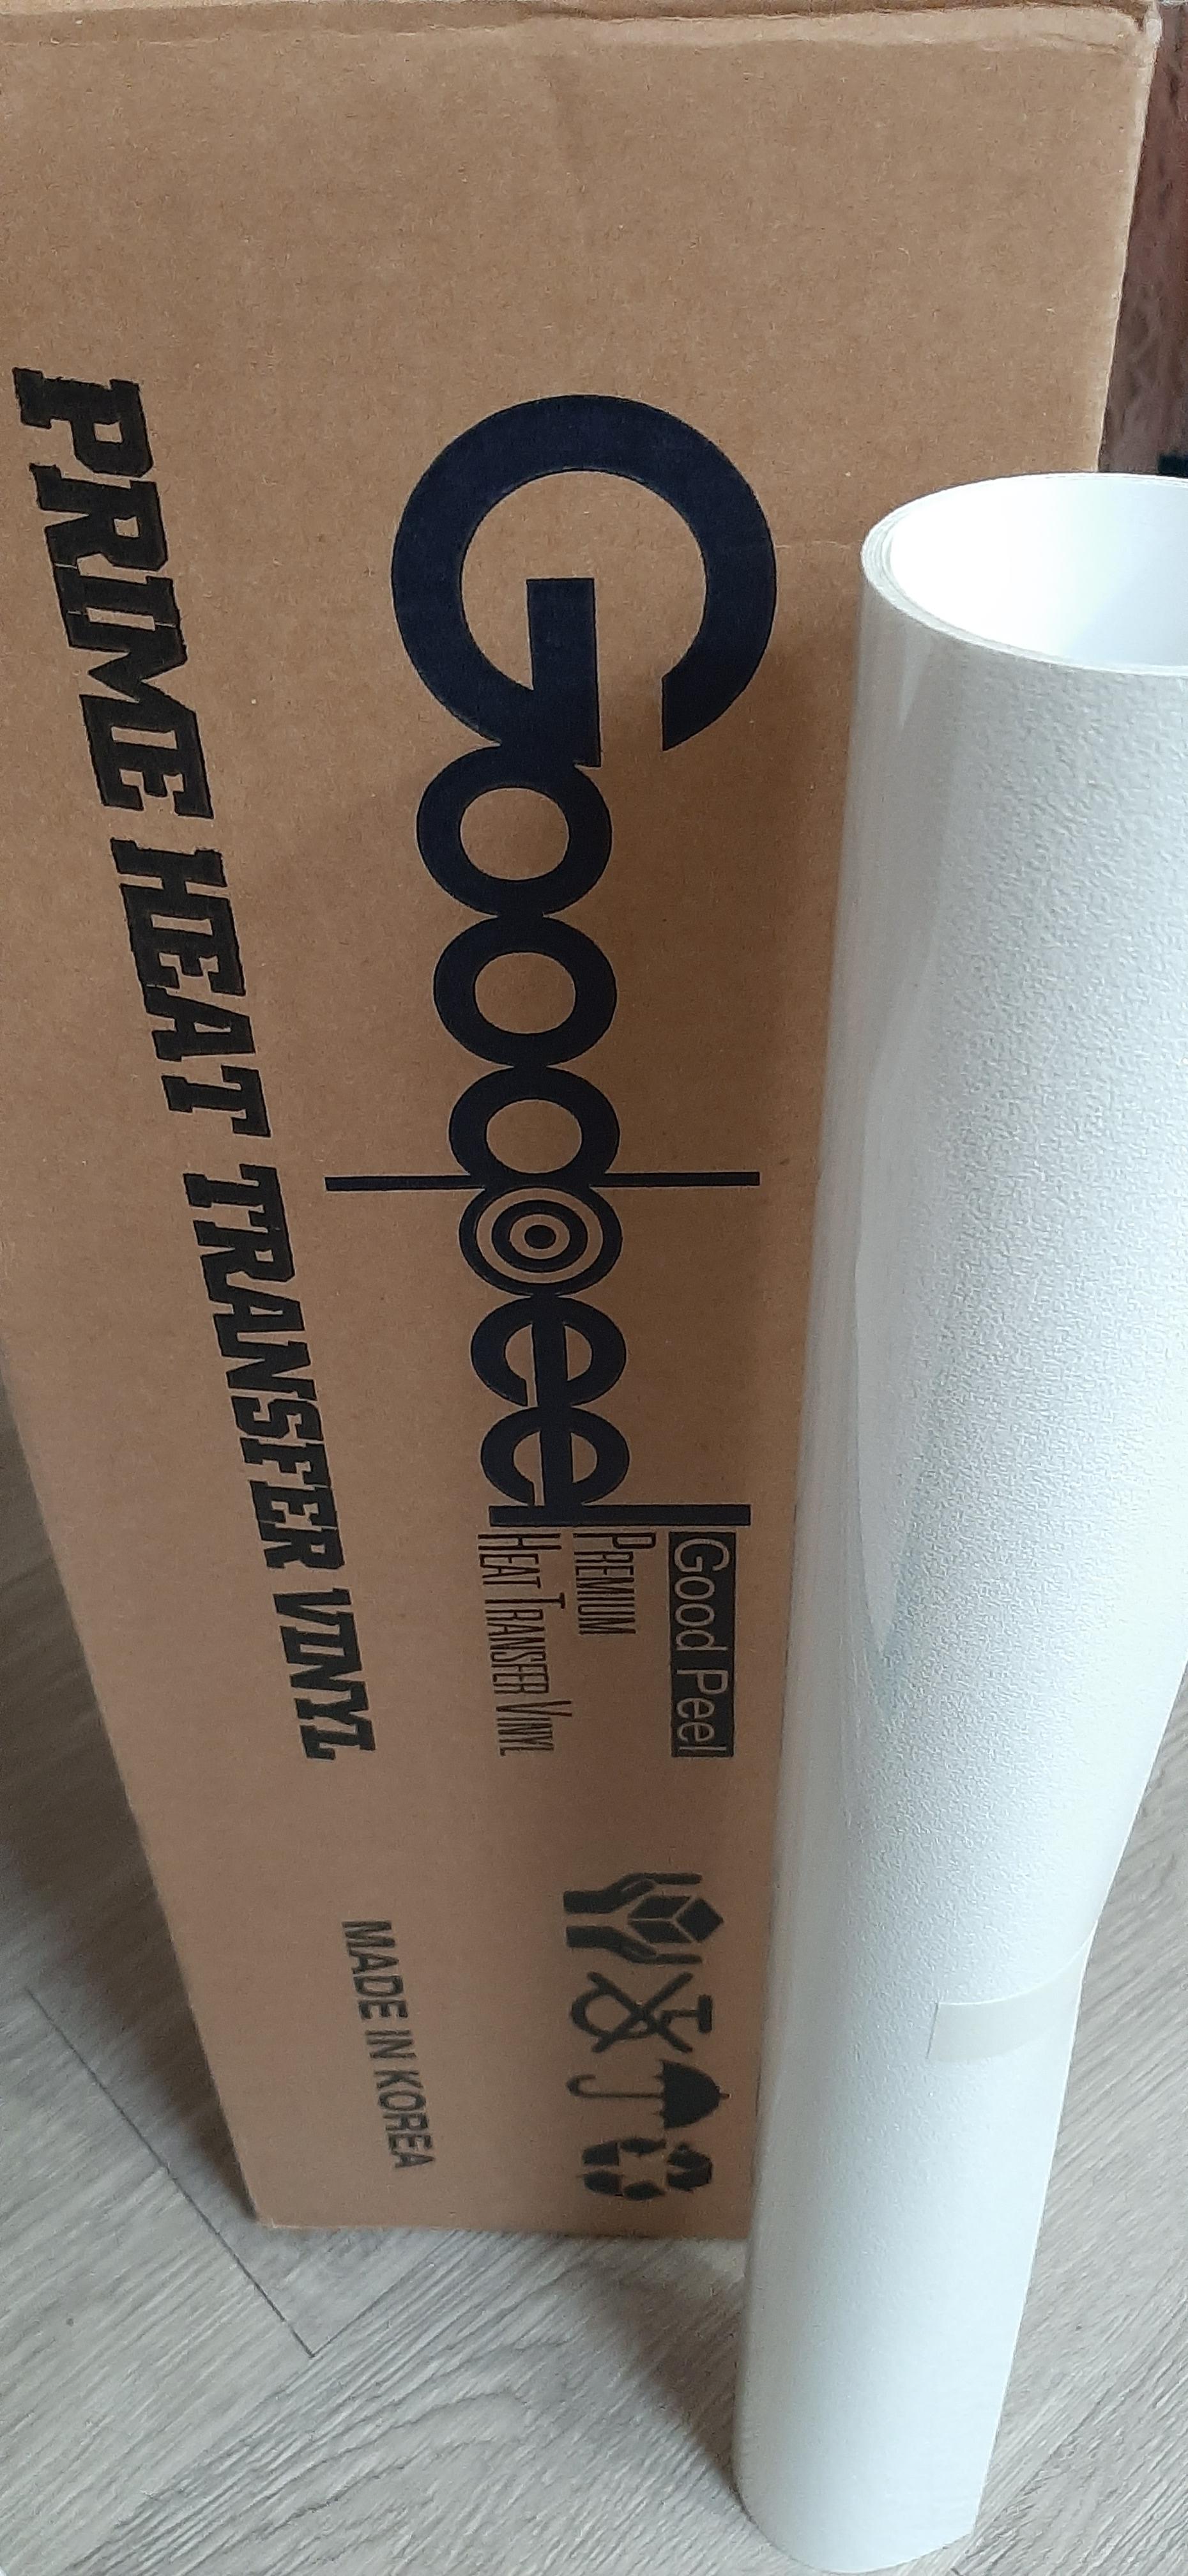 Goodpeel
Good Peel
PREMIUM
HEAT TRANSFER VINYL
PRIME HEAT TRANSFER VINYL
MADE IN KOREA